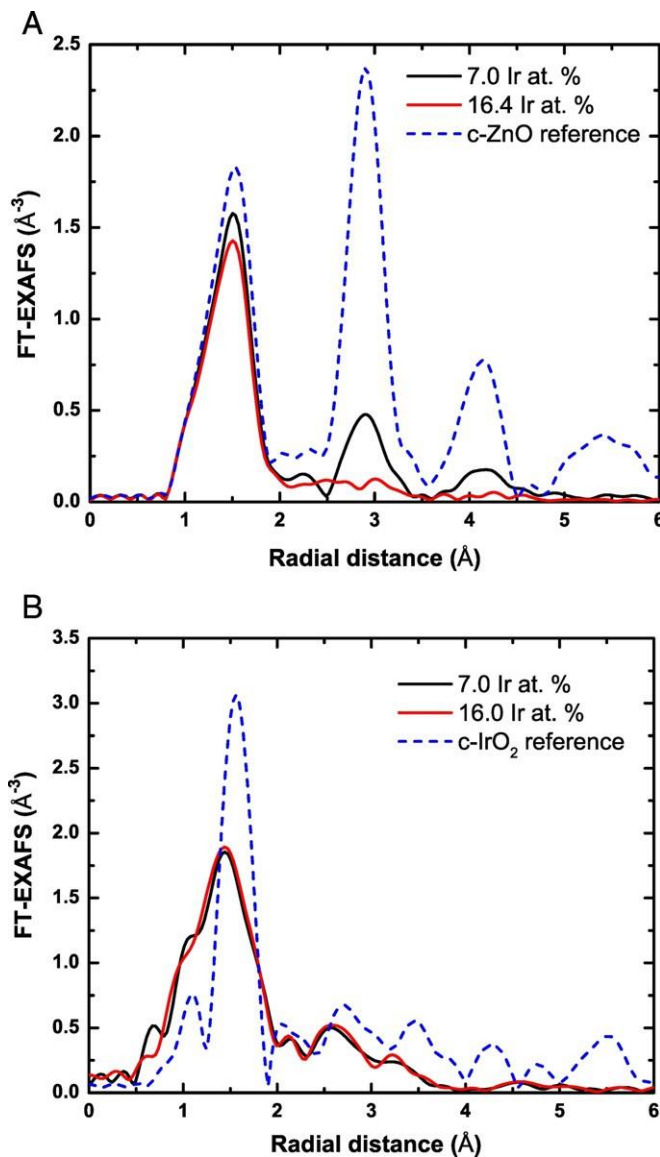 A
2.5
2.0
1.5
1.0
0.5
0.0
FT-EXAFS (Å⁻³)
7.0 Ir at. %
16.4 Ir at. %
c-ZnO reference
0 1 2 3 4 5 6
Radial distance (Å)
B
3.5
3.0
2.5
2.0
1.5
1.0
0.5
0.0
FT-EXAFS (Å⁻³)
7.0 Ir at. %
16.0 Ir at. %
c-IrO₂ reference
0 1 2 3 4 5 6
Radial distance (Å)